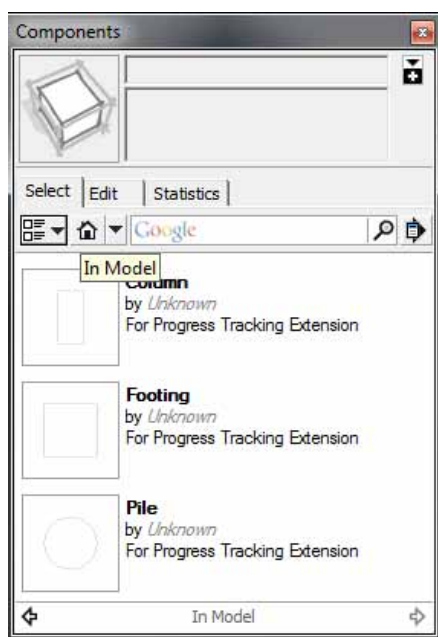 Components
Select Edit Statistics
Google
In Model
Column
by Unknown
For Progress Tracking Extension
Footing
by Unknown
For Progress Tracking Extension
Pile
by Unknown
For Progress Tracking Extension
In Model